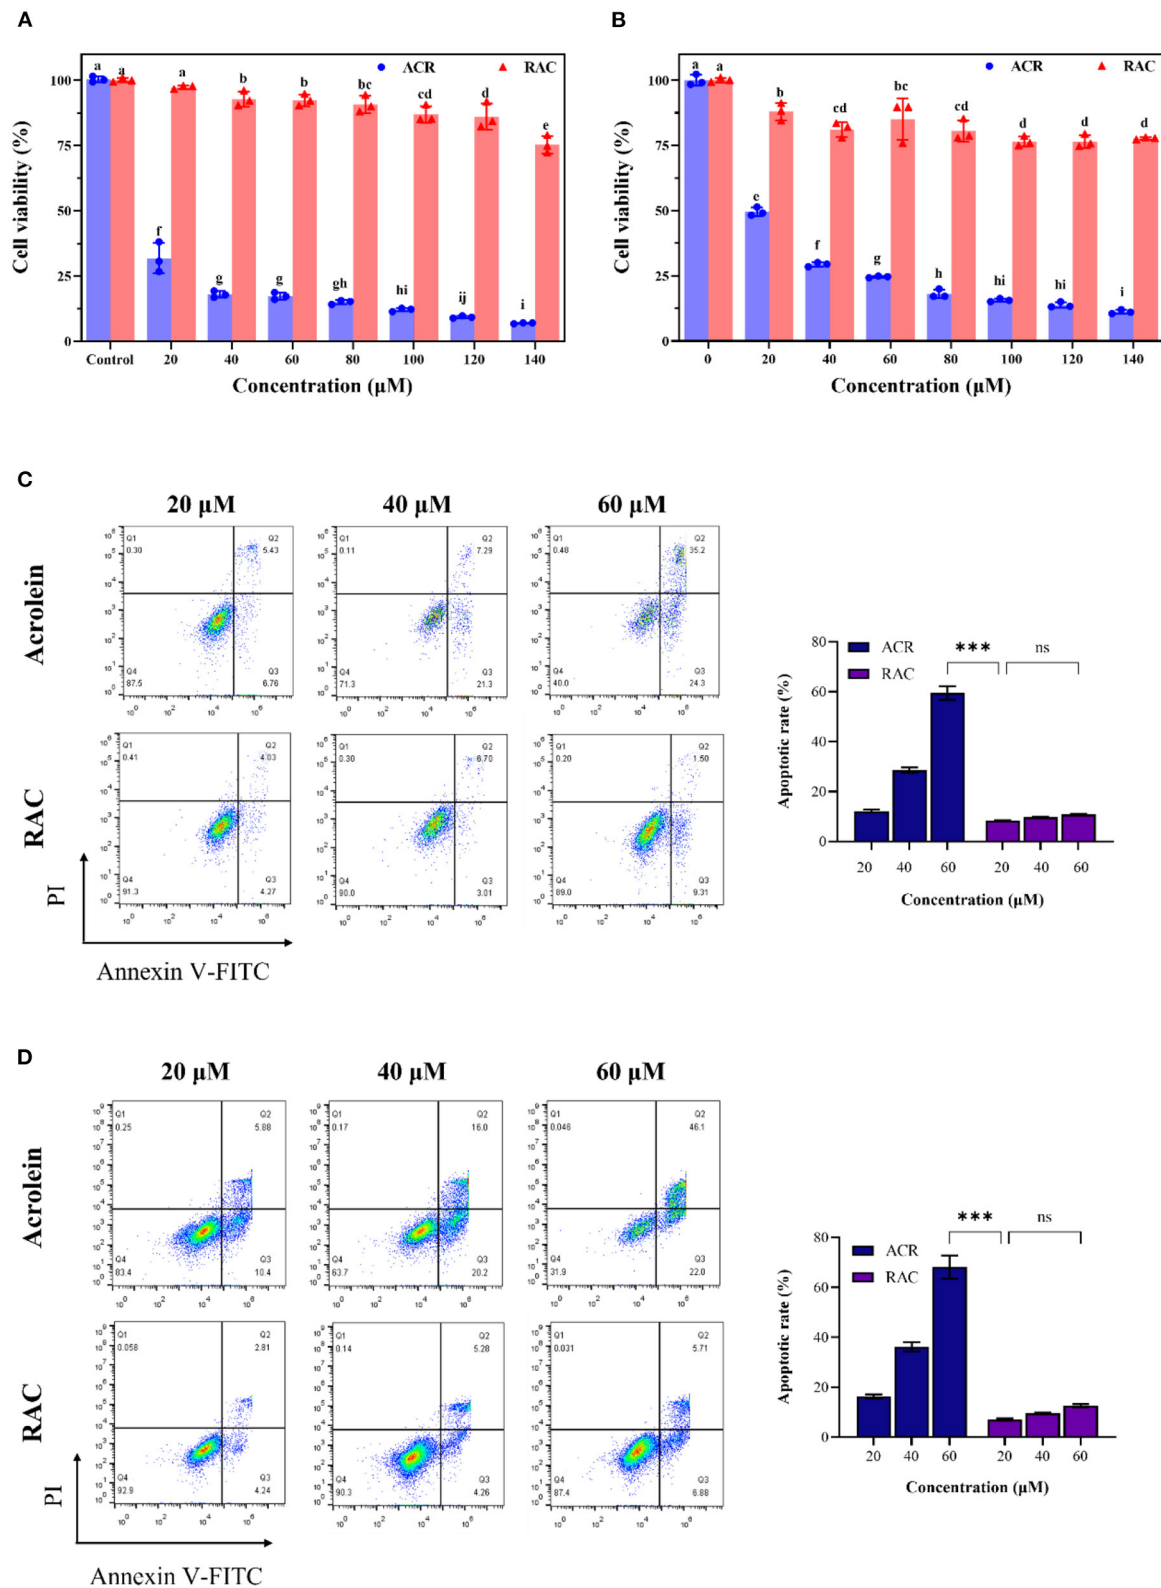 A
ACR RAC
Cell viability (%)
100
75
50
25
0
a a a b b bc cd d e
f g g gh hi ij i
Control 20 40 60 80 100 120 140
Concentration (µM)
B
ACR RAC
Cell viability (%)
100
75
50
25
0
a a b cd bc cd d d d
e f g h hi hi i
0 20 40 60 80 100 120 140
Concentration (µM)
C
20 µM 40 µM 60 µM
Acrolein
Q1 0.30 Q2 5.43
Q4 87.5 Q3 6.76
Q1 0.11 Q2 7.29
Q4 71.3 Q3 21.3
Q1 0.48 Q2 35.2
Q4 40.0 Q3 24.3
RAC
Q1 0.41 Q2 4.03
Q4 91.3 Q3 4.27
Q1 0.30 Q2 6.70
Q4 90.0 Q3 3.01
Q1 0.20 Q2 1.50
Q4 89.0 Q3 9.31
PI
Annexin V-FITC
ACR
RAC
*** ns
Apoptotic rate (%)
80
60
40
20
0
20 40 60 20 40 60
Concentration (µM)
D
20 µM 40 µM 60 µM
Acrolein
Q1 0.25 Q2 5.88
Q4 83.4 Q3 10.4
Q1 0.17 Q2 16.0
Q4 63.7 Q3 20.2
Q1 0.046 Q2 46.1
Q4 31.9 Q3 22.0
RAC
Q1 0.058 Q2 2.81
Q4 92.9 Q3 4.24
Q1 0.14 Q2 5.28
Q4 90.3 Q3 4.26
Q1 0.031 Q2 5.71
Q4 87.4 Q3 6.88
PI
Annexin V-FITC
ACR
RAC
*** ns
Apoptotic rate (%)
80
60
40
20
0
20 40 60 20 40 60
Concentration (µM)